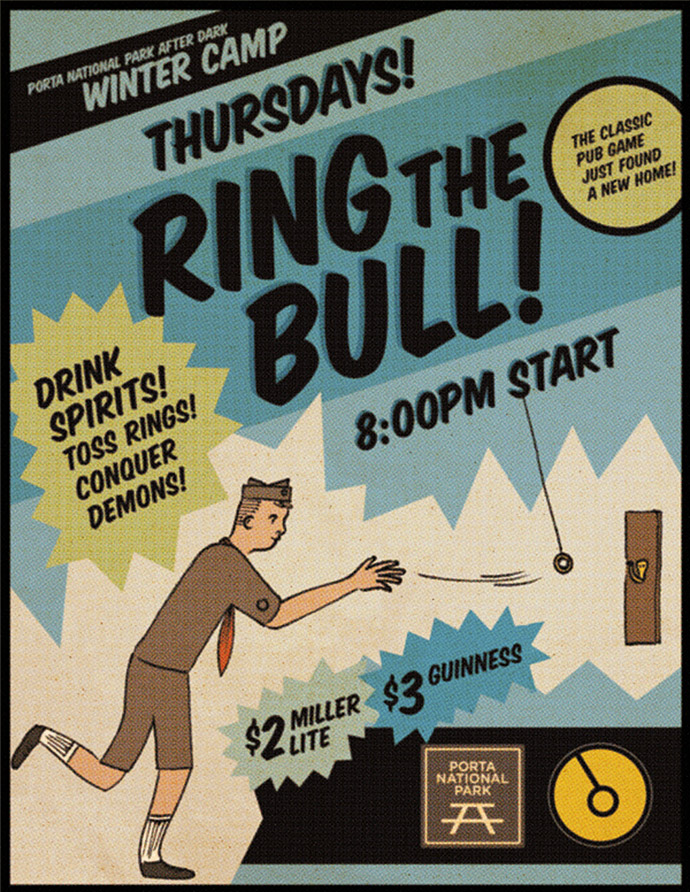 PORTA NATIONAL PARK AFTER DARK
WINTER CAMP
THURSDAYS!
RING THE
BULL!
THE CLASSIC
PUB GAME
JUST FOUND
A NEW HOME!
8:00PM START
DRINK
SPIRITS!
TOSS RINGS!
CONQUER
DEMONS!
$2 MILLER
LITE
$3 GUINNESS
PORTA
NATIONAL
PARK